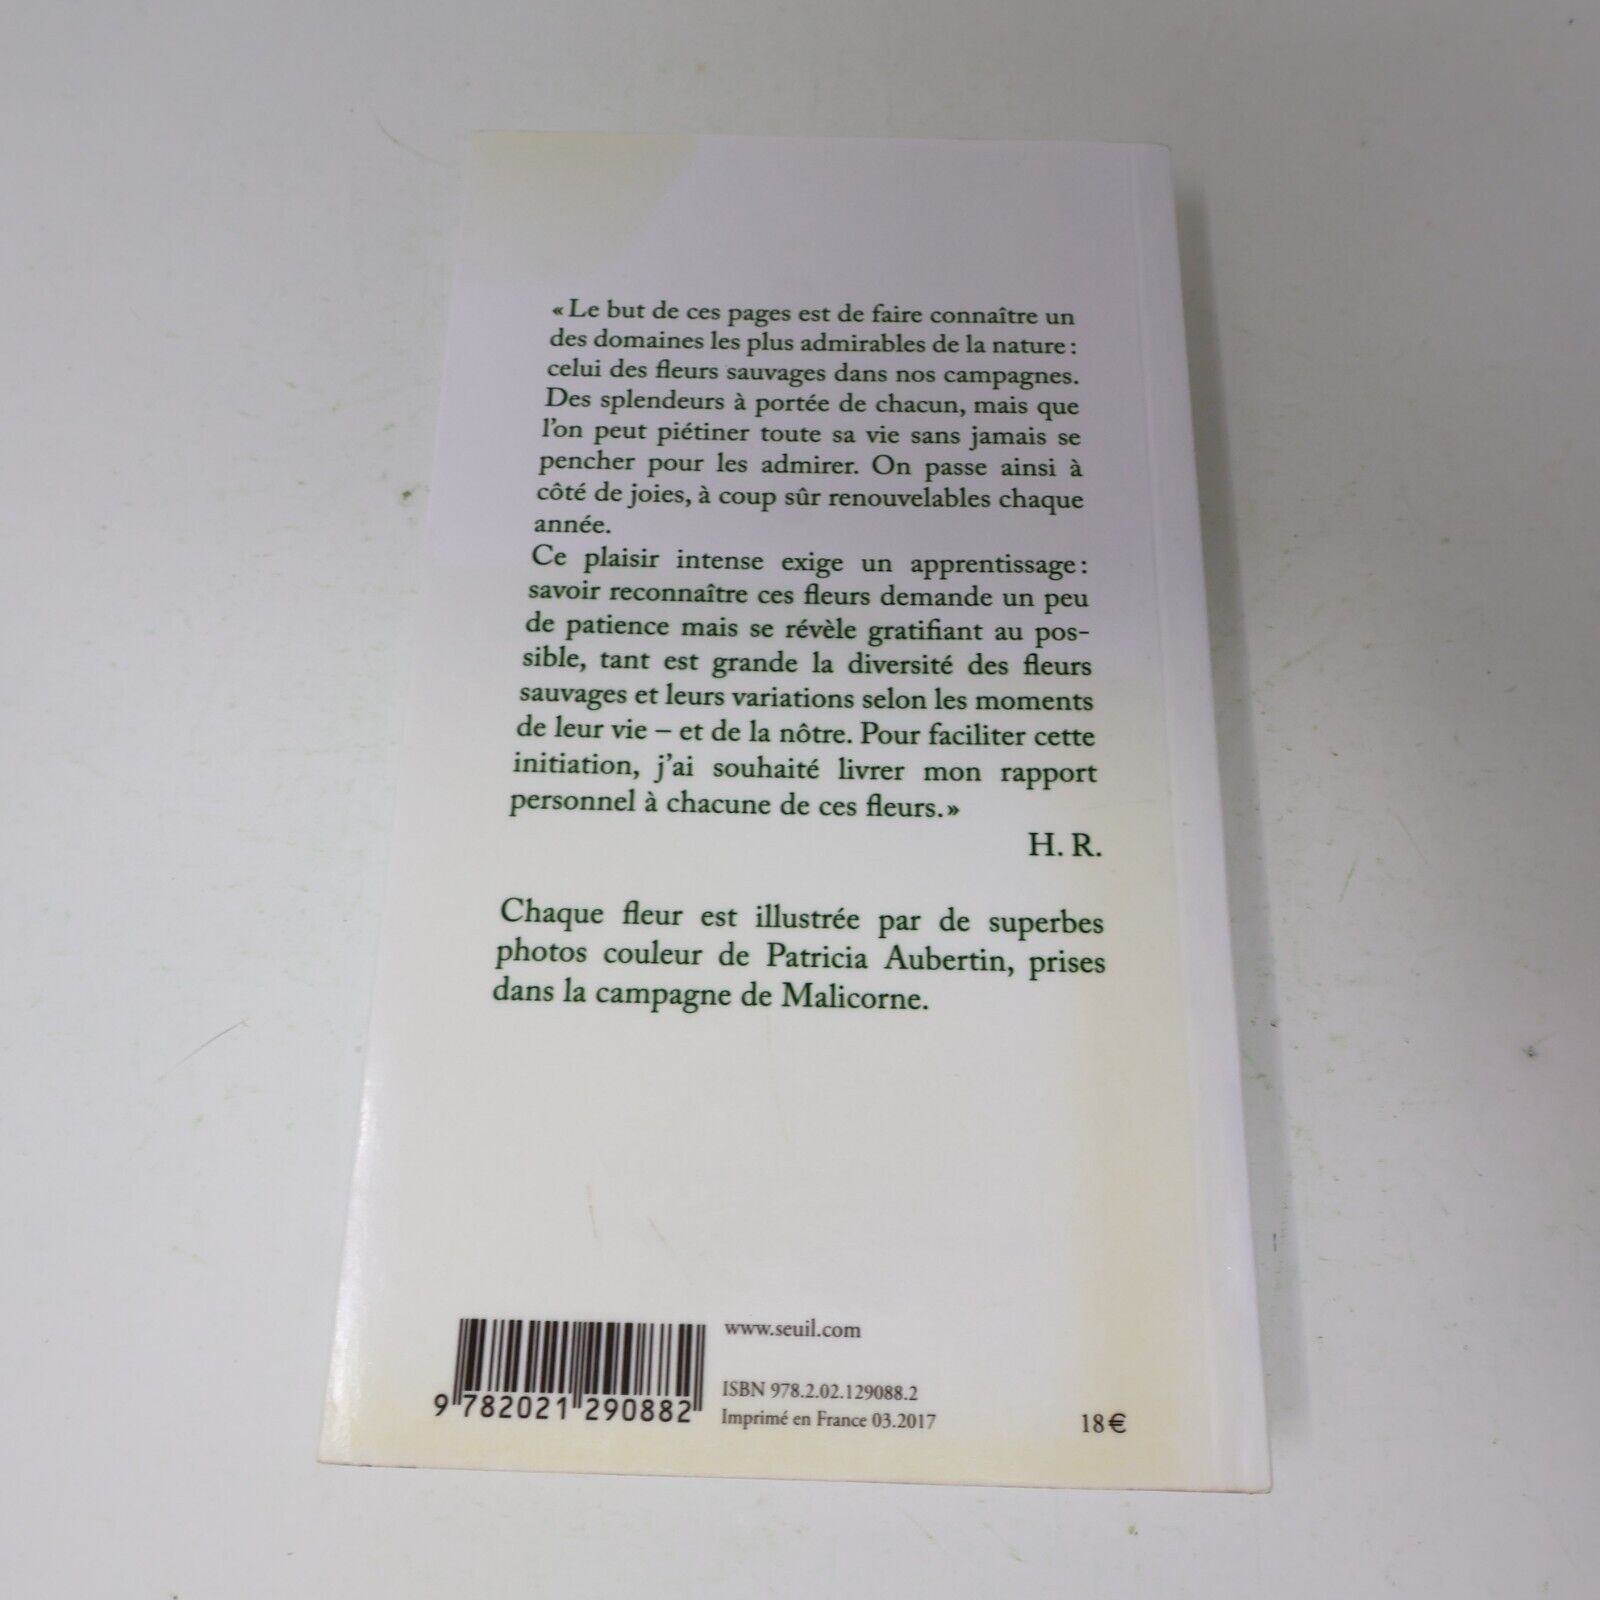 « Le but de ces pages est de faire connaître un
des domaines les plus admirables de la nature :
celui des fleurs sauvages dans nos campagnes.
Des splendeurs à portée de chacun, mais que
l'on peut piétiner toute sa vie sans jamais se
pencher pour les admirer. On passe ainsi à
côté de joies, à coup sûr renouvelables chaque
année.
Ce plaisir intense exige un apprentissage :
savoir reconnaître ces fleurs demande un peu
de patience mais se révèle gratifiant au pos-
sible, tant est grande la diversité des fleurs
sauvages et leurs variations selon les moments
de leur vie – et de la nôtre. Pour faciliter cette
initiation, j'ai souhaité livrer mon rapport
personnel à chacune de ces fleurs. »
H. R.
Chaque fleur est illustrée par de superbes
photos couleur de Patricia Aubertin, prises
dans la campagne de Malicorne.
www.seuil.com
ISBN 978.2.02.129088.2
Imprimé en France 03.2017
9 782021 290882
18 €